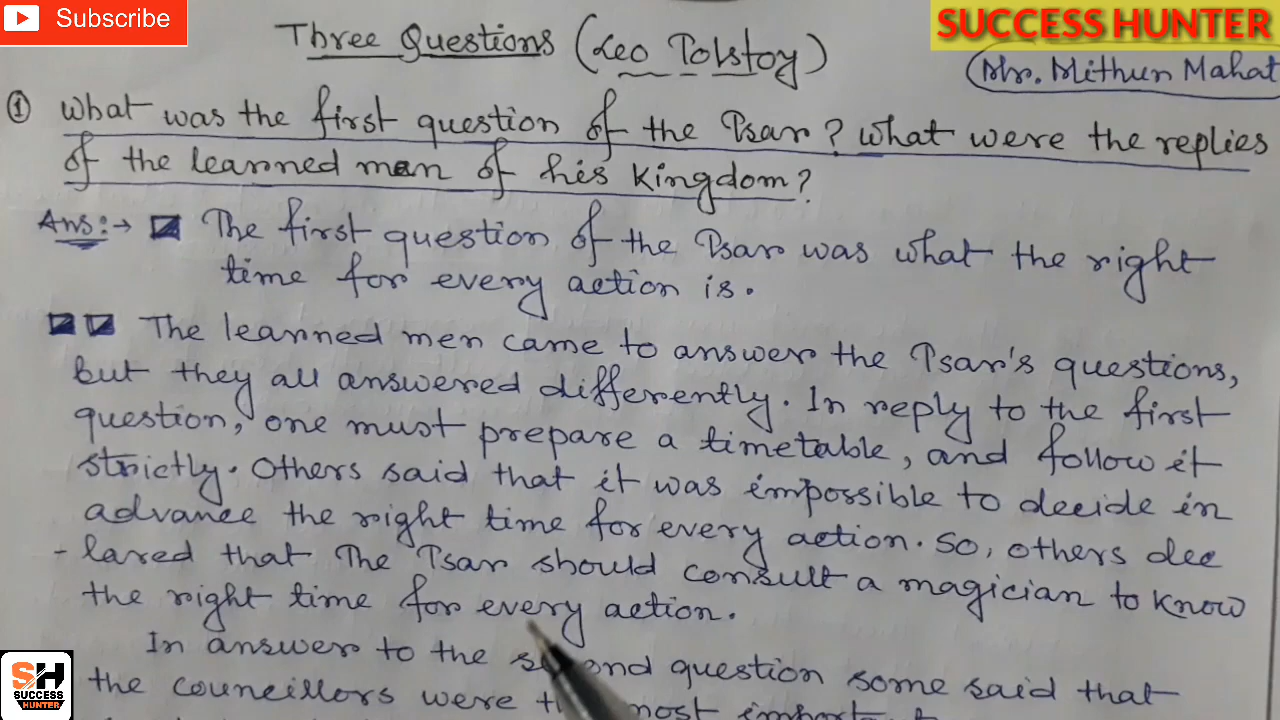 Subscribe
SUCCESS HUNTER
Three Questions (Leo Tolstoy)
(Mr. Mithun Mahat
① What was the first question of the Tsar? What were the replies
of the learned men of his kingdom?
Ans:→ The first question of the Tsar was what the right
time for every action is.
The learned men came to answer the Tsar's questions,
but they all answered differently. In reply to the first
question, one must prepare a timetable, and follow it
strictly. Others said that it was impossible to decide in
advance the right time for every action. So, others dec
-lared that The Tsar should consult a magician to know
the right time for every action.
In answer to the second question some said that
the councillors were the most important
SH
SUCCESS
HUNTER